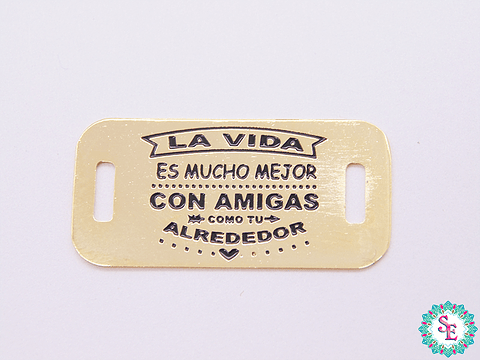 LA VIDA
ES MUCHO MEJOR
CON AMIGAS
COMO TU
ALREDEDOR
SE